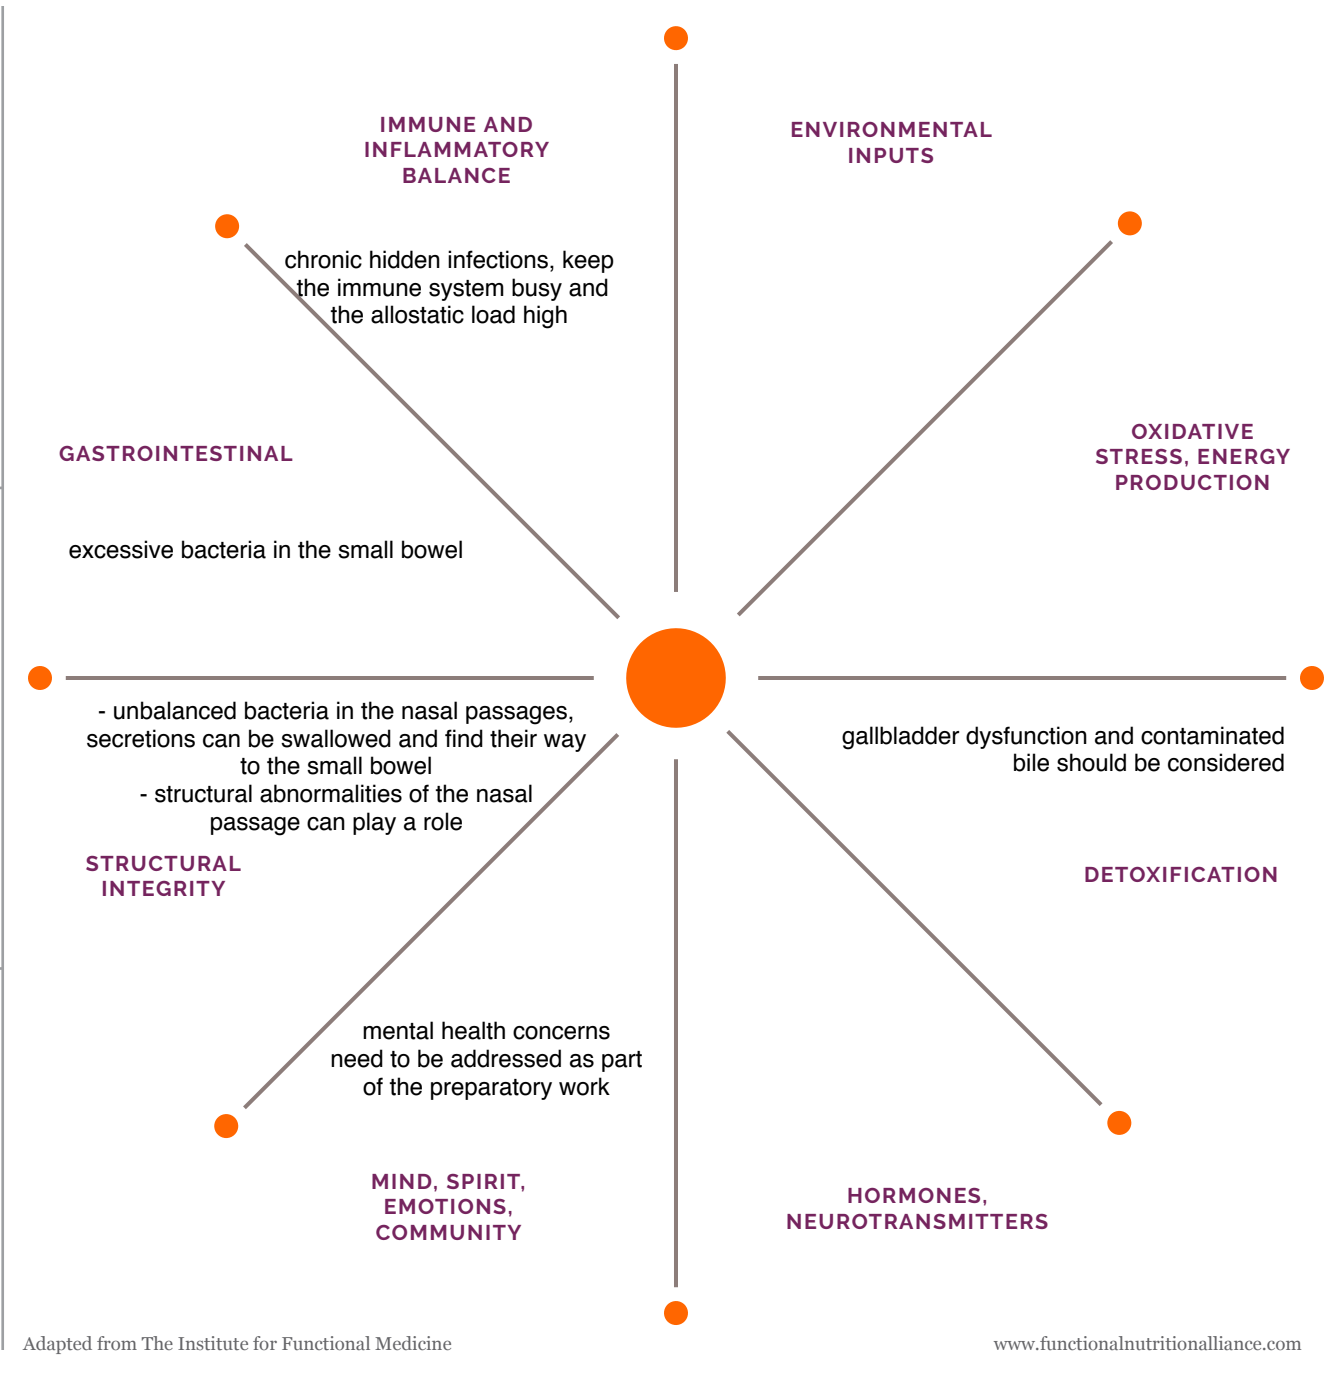 IMMUNE AND
INFLAMMATORY
BALANCE
chronic hidden infections, keep
the immune system busy and
the allostatic load high
ENVIRONMENTAL
INPUTS
GASTROINTESTINAL
excessive bacteria in the small bowel
OXIDATIVE
STRESS, ENERGY
PRODUCTION
- unbalanced bacteria in the nasal passages,
secretions can be swallowed and find their way
to the small bowel
- structural abnormalities of the nasal
passage can play a role
STRUCTURAL
INTEGRITY
gallbladder dysfunction and contaminated
bile should be considered
DETOXIFICATION
mental health concerns
need to be addressed as part
of the preparatory work
MIND, SPIRIT,
EMOTIONS,
COMMUNITY
HORMONES,
NEUROTRANSMITTERS
Adapted from The Institute for Functional Medicine
www.functionalnutritionalliance.com